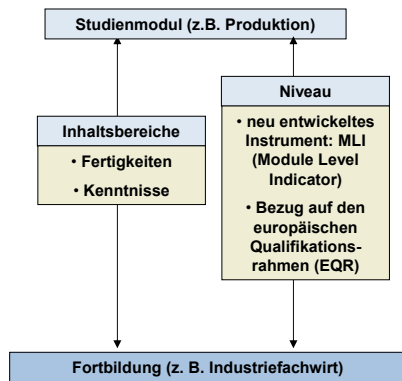 Studienmodul (z.B. Produktion)
Inhaltsbereiche
• Fertigkeiten
• Kenntnisse
Niveau
• neu entwickeltes
Instrument: MLI
(Module Level
Indicator)
• Bezug auf den
europäischen
Qualifikations-
rahmen (EQR)
Fortbildung (z. B. Industriefachwirt)